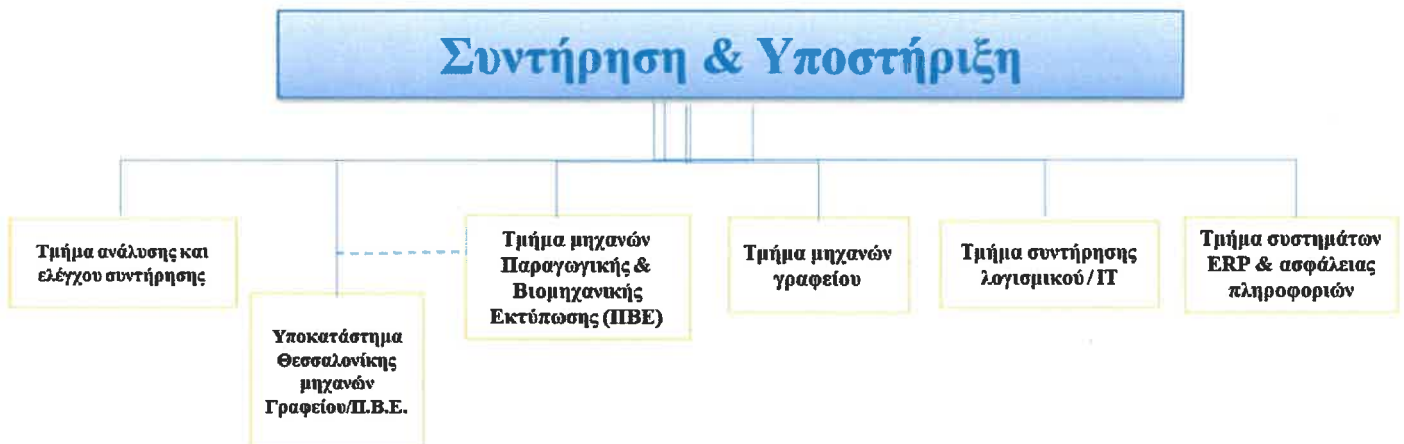 Συντήρηση & Υποστήριξη
Τμήμα ανάλυσης και
ελέγχου συντήρησης
Υποκατάστημα
Θεσσαλονίκης
μηχανών
Γραφείου/Π.Β.Ε.
Τμήμα μηχανών
Παραγωγικής &
Βιομηχανικής
Εκτύπωσης (ΠΒΕ)
Τμήμα μηχανών
γραφείου
Τμήμα συντήρησης
λογισμικού / IT
Τμήμα συστημάτων
ERP & ασφάλειας
πληροφοριών